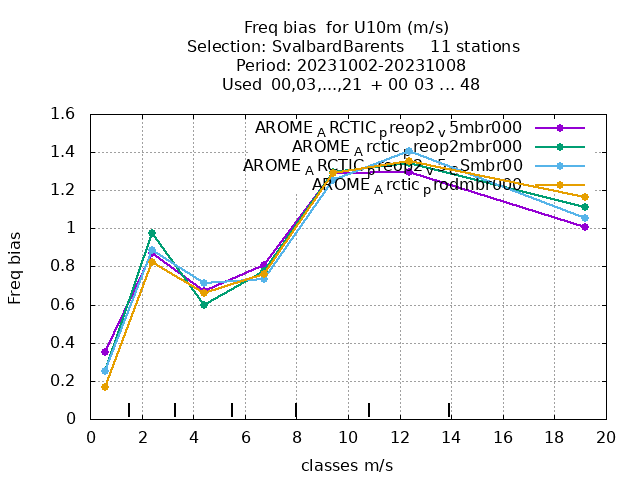 Freq bias  for U10m (m/s)
Selection: SvalbardBarents     11 stations
Period: 20231002-20231008
Used  00,03,...,21  + 00 03 ... 48
AROME_ARCTIC_preop2_v5mbr000
AROME_Arctic_preop2mbr000
AROME_ARCTIC_preop2_v5_eSmbr00
AROME_Arctic_prodmbr000
1.6
1.4
1.2
1
0.8
0.6
0.4
0.2
0
Freq bias
0 2 4 6 8 10 12 14 16 18 20
classes m/s